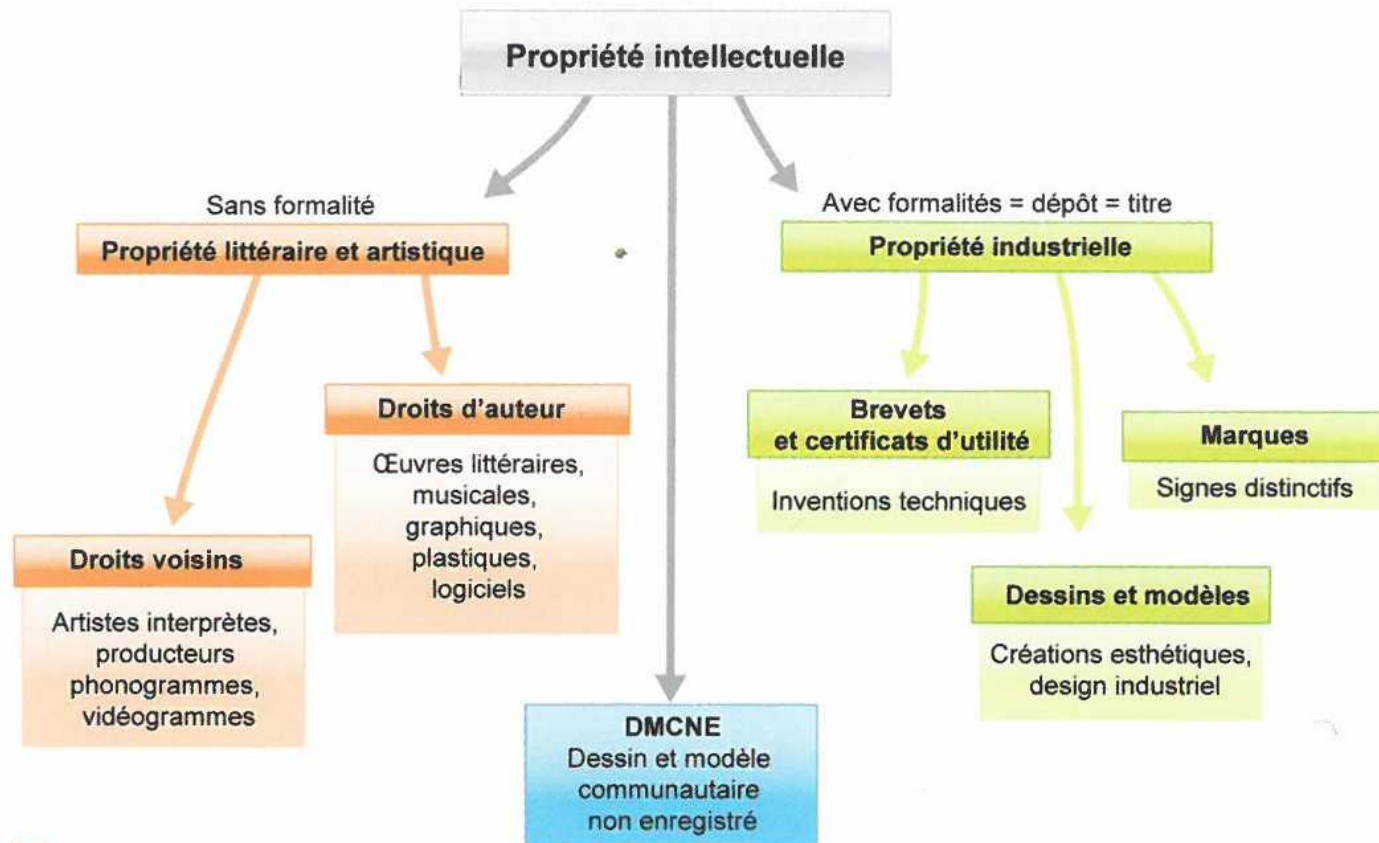 Propriété intellectuelle
Sans formalité
Propriété littéraire et artistique
Droits voisins
Artistes interprètes,
producteurs
phonogrammes,
vidéogrammes
Droits d'auteur
Œuvres littéraires,
musicales,
graphiques,
plastiques,
logiciels
DMCNE
Dessin et modèle
communautaire
non enregistré
Avec formalités = dépôt = titre
Propriété industrielle
Brevets
et certificats d'utilité
Inventions techniques
Dessins et modèles
Créations esthétiques,
design industriel
Marques
Signes distinctifs